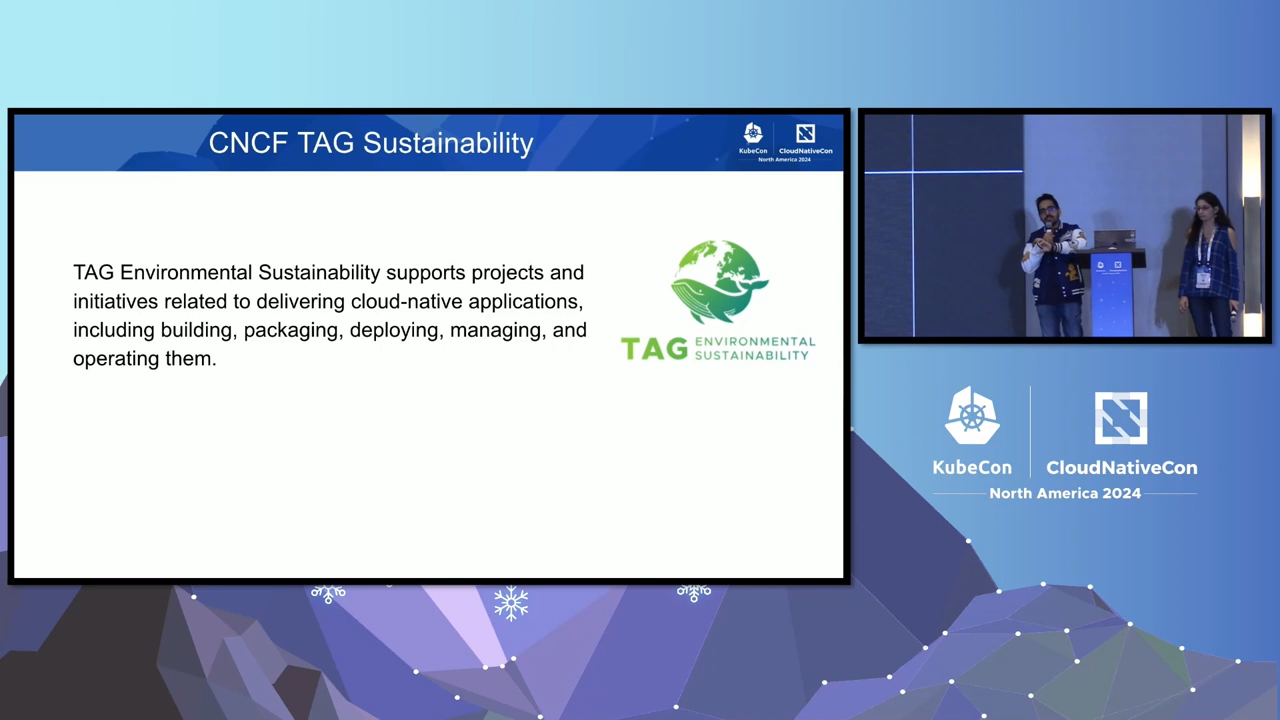 CNCF TAG Sustainability
KubeCon
CloudNativeCon
North America 2024
TAG Environmental Sustainability supports projects and
initiatives related to delivering cloud-native applications,
including building, packaging, deploying, managing, and
operating them.
TAG ENVIRONMENTAL
SUSTAINABILITY
KubeCon
CloudNativeCon
North America 2024